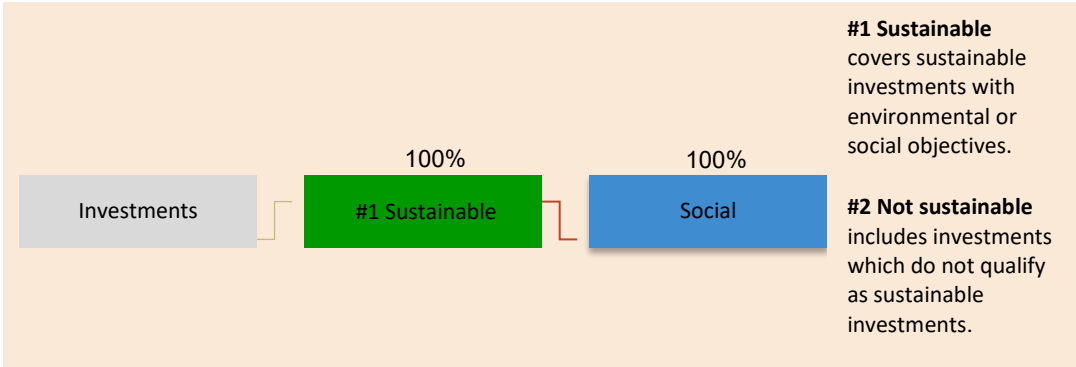 100%
100%
Investments
#1 Sustainable
Social
#1 Sustainable
covers sustainable
investments with
environmental or
social objectives.
#2 Not sustainable
includes investments
which do not qualify
as sustainable
investments.